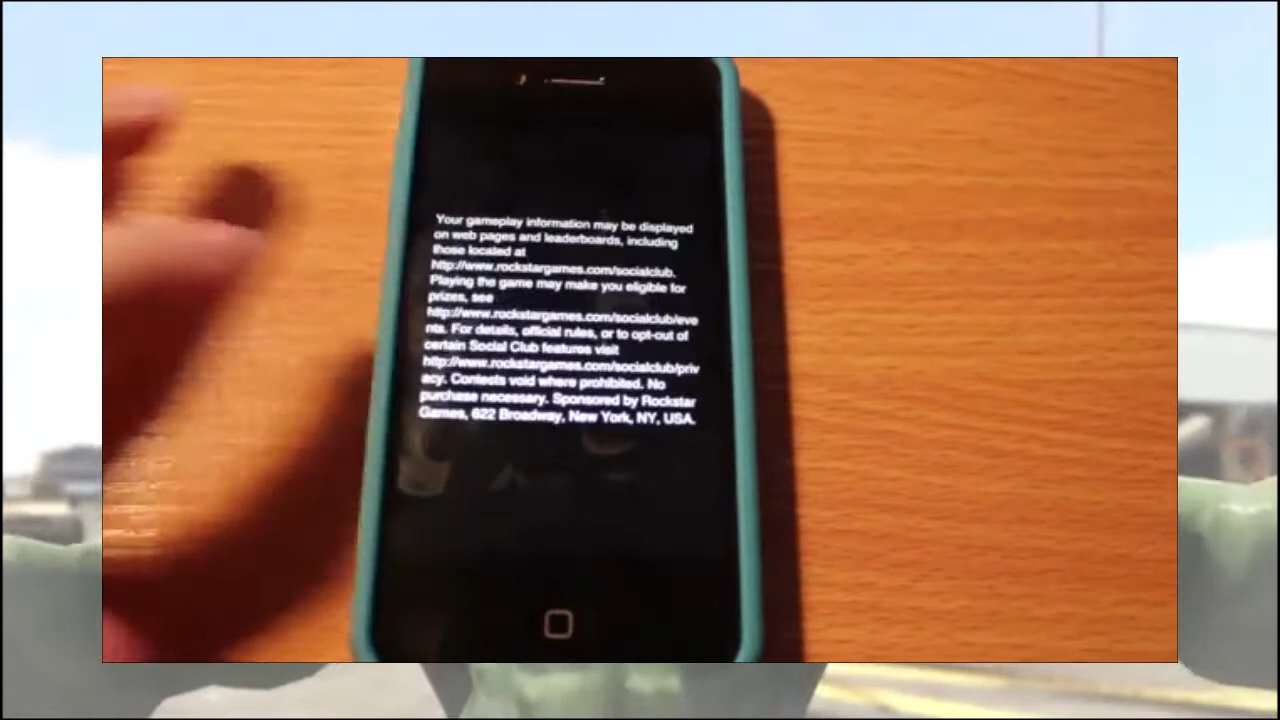 Your gameplay information may be displayed
on web pages and leaderboards, including
those located at
http://www.rockstargames.com/socialclub.
Playing the game may make you eligible for
prizes, see
http://www.rockstargames.com/socialclub/eve
nts. For details, official rules, or to opt-out of
certain Social Club features visit
http://www.rockstargames.com/socialclub/priv
acy. Contests void where prohibited. No
purchase necessary. Sponsored by Rockstar
Games, 622 Broadway, New York, NY, USA.